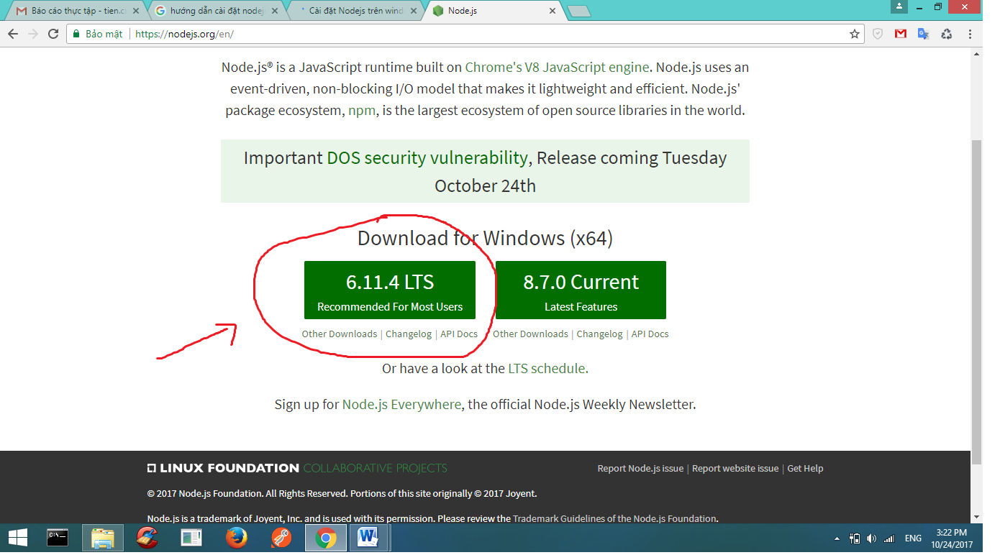 Báo cáo thực tập - tien.c
hướng dẫn cài đặt nodej
Cài đặt Nodejs trên wind
Node.js
Bảo mật
https://nodejs.org/en/
Node.js® is a JavaScript runtime built on Chrome's V8 JavaScript engine. Node.js uses an
event-driven, non-blocking I/O model that makes it lightweight and efficient. Node.js'
package ecosystem, npm, is the largest ecosystem of open source libraries in the world.
Important DOS security vulnerability, Release coming Tuesday
October 24th
Download for Windows (x64)
6.11.4 LTS
Recommended For Most Users
8.7.0 Current
Latest Features
Other Downloads | Changelog | API Docs
Other Downloads | Changelog | API Docs
Or have a look at the LTS schedule.
Sign up for Node.js Everywhere, the official Node.js Weekly Newsletter.
LINUX FOUNDATION COLLABORATIVE PROJECTS
Report Node.js issue | Report website issue | Get Help
© 2017 Node.js Foundation. All Rights Reserved. Portions of this site originally © 2017 Joyent.
Node.js is a trademark of Joyent, Inc. and is used with its permission. Please review the Trademark Guidelines of the Node.js Foundation.
ENG
3:22 PM
10/24/2017